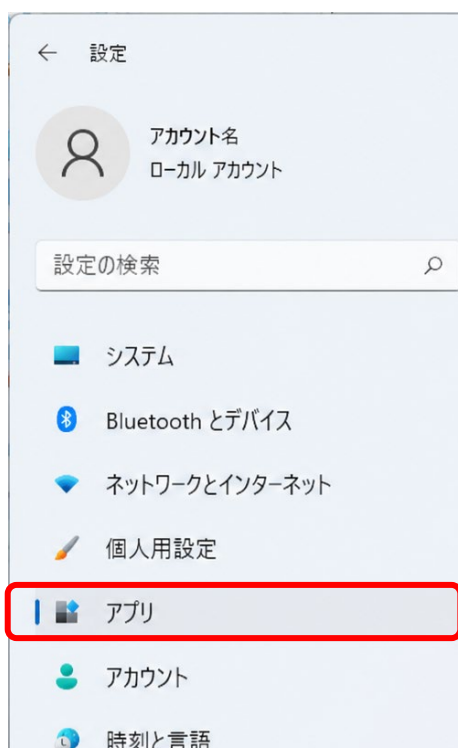 設定
アカウント名
ローカル アカウント
設定の検索
システム
Bluetooth とデバイス
ネットワークとインターネット
個人用設定
アプリ
アカウント
時刻と言語